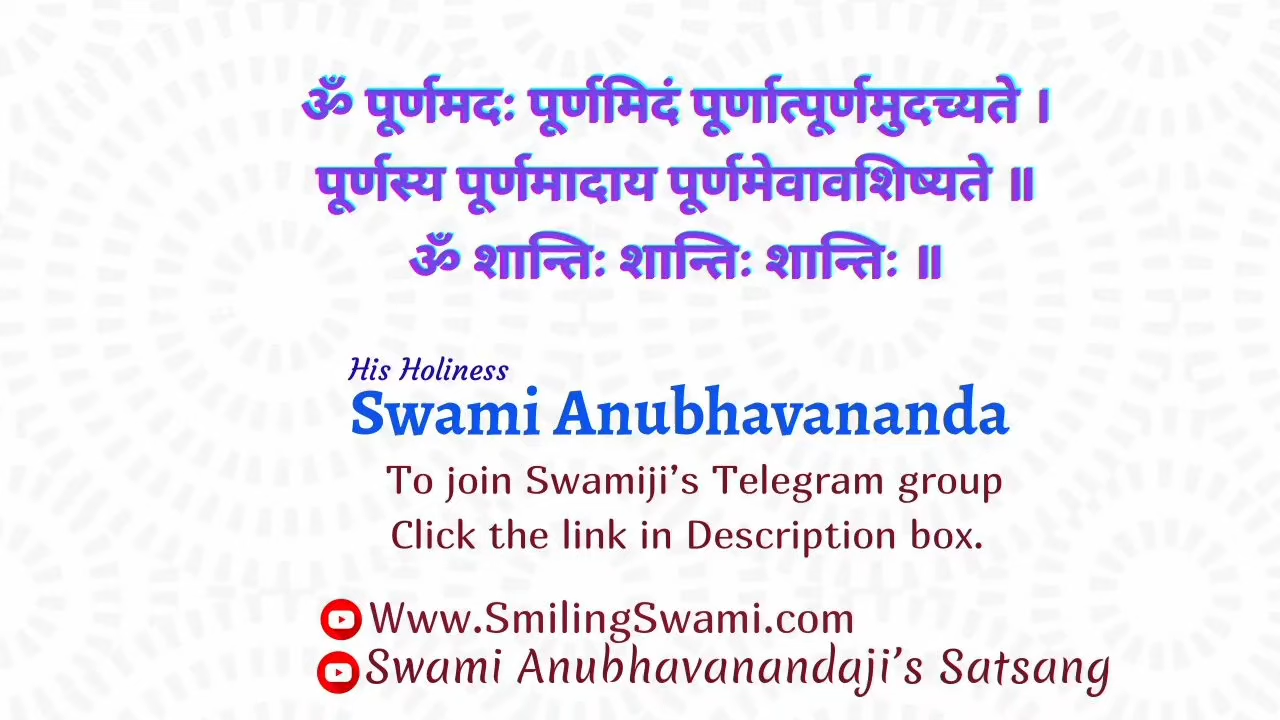 ॐ पूर्णमदः पूर्णमिदं पूर्णात्पूर्णमुदच्यते ।
पूर्णस्य पूर्णमादाय पूर्णमेवावशिष्यते ॥
ॐ शान्तिः शान्तिः शान्तिः ॥
His Holiness
Swami Anubhavananda
To join Swamiji’s Telegram group
Click the link in Description box.
Www.SmilingSwami.com
Swami Anubhavanandaji’s Satsang